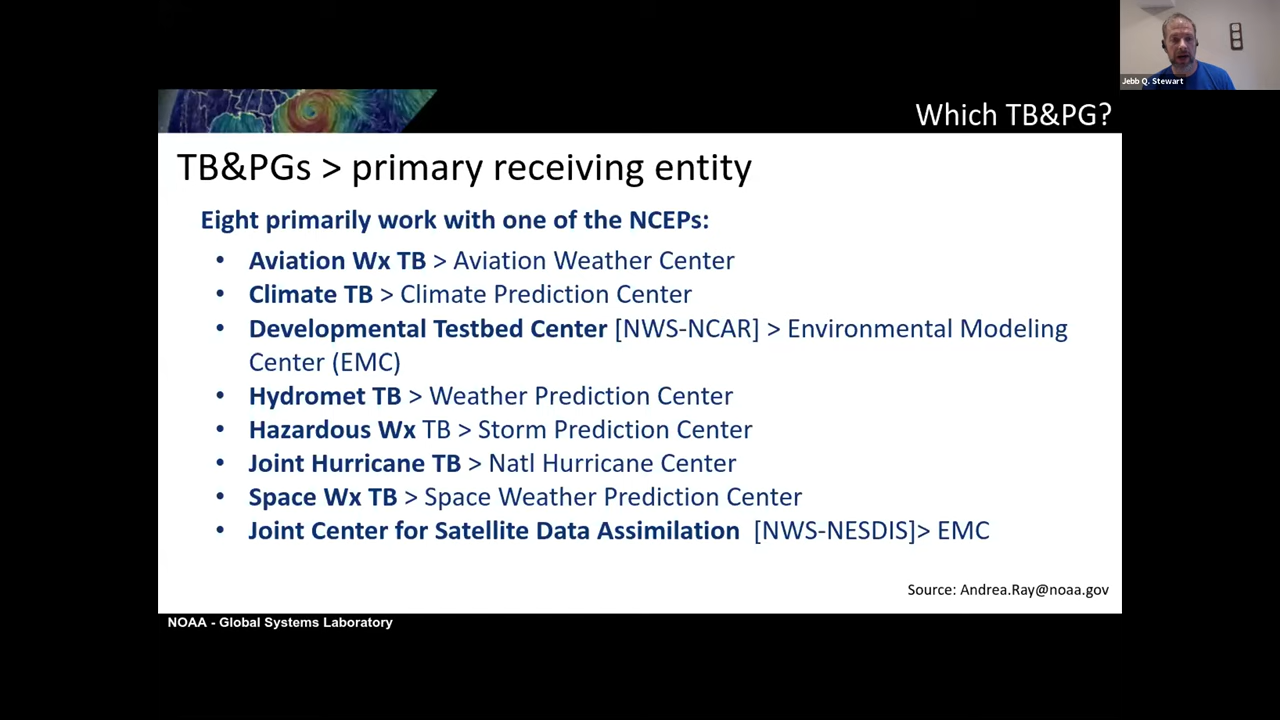 Jebb Q. Stewart
Which TB&PG?
TB&PGs > primary receiving entity
Eight primarily work with one of the NCEPs:
• Aviation Wx TB > Aviation Weather Center
• Climate TB > Climate Prediction Center
• Developmental Testbed Center [NWS-NCAR] > Environmental Modeling
Center (EMC)
• Hydromet TB > Weather Prediction Center
• Hazardous Wx TB > Storm Prediction Center
• Joint Hurricane TB > Natl Hurricane Center
• Space Wx TB > Space Weather Prediction Center
• Joint Center for Satellite Data Assimilation [NWS-NESDIS]> EMC
Source: Andrea.Ray@noaa.gov
NOAA - Global Systems Laboratory